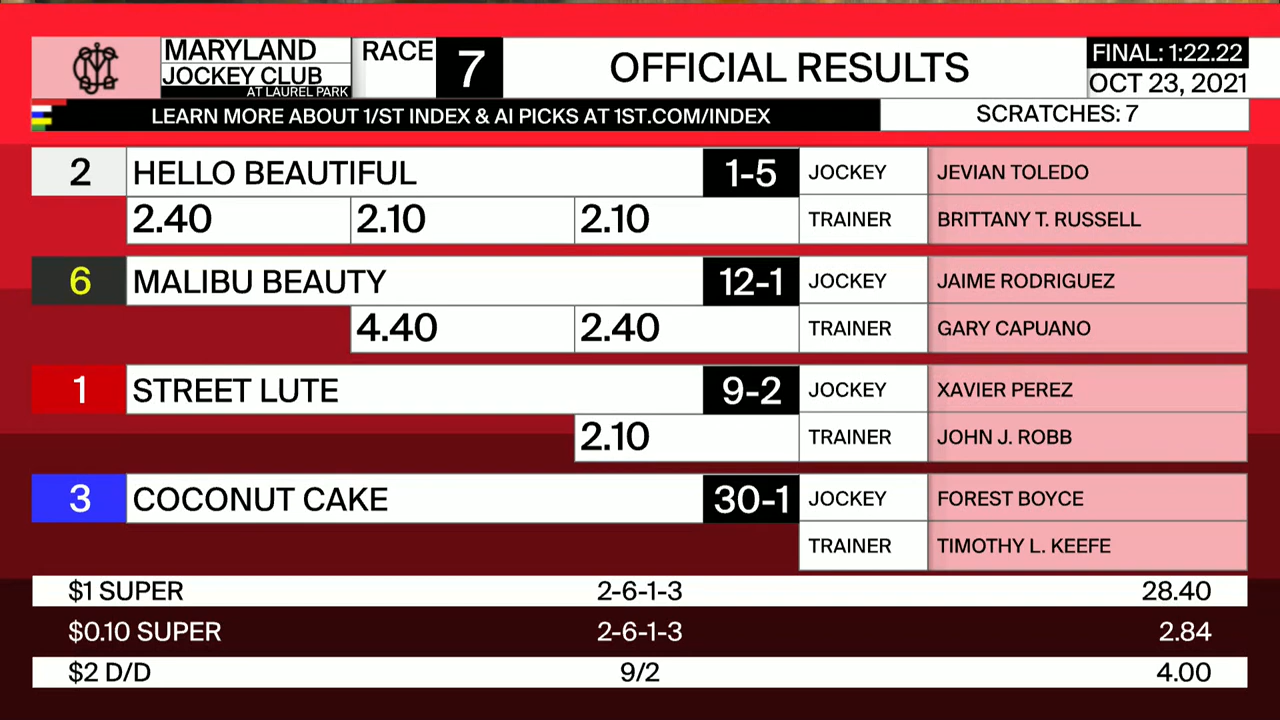 MARYLAND
JOCKEY CLUB
AT LAUREL PARK
RACE 7
OFFICIAL RESULTS
FINAL: 1:22.22
OCT 23, 2021
LEARN MORE ABOUT 1/ST INDEX & AI PICKS AT 1ST.COM/INDEX
SCRATCHES: 7
2 HELLO BEAUTIFUL 1-5 JOCKEY JEVIAN TOLEDO
2.40 2.10 2.10 TRAINER BRITTANY T. RUSSELL
6 MALIBU BEAUTY 12-1 JOCKEY JAIME RODRIGUEZ
4.40 2.40 TRAINER GARY CAPUANO
1 STREET LUTE 9-2 JOCKEY XAVIER PEREZ
2.10 TRAINER JOHN J. ROBB
3 COCONUT CAKE 30-1 JOCKEY FOREST BOYCE
TRAINER TIMOTHY L. KEEFE
$1 SUPER 2-6-1-3 28.40
$0.10 SUPER 2-6-1-3 2.84
$2 D/D 9/2 4.00